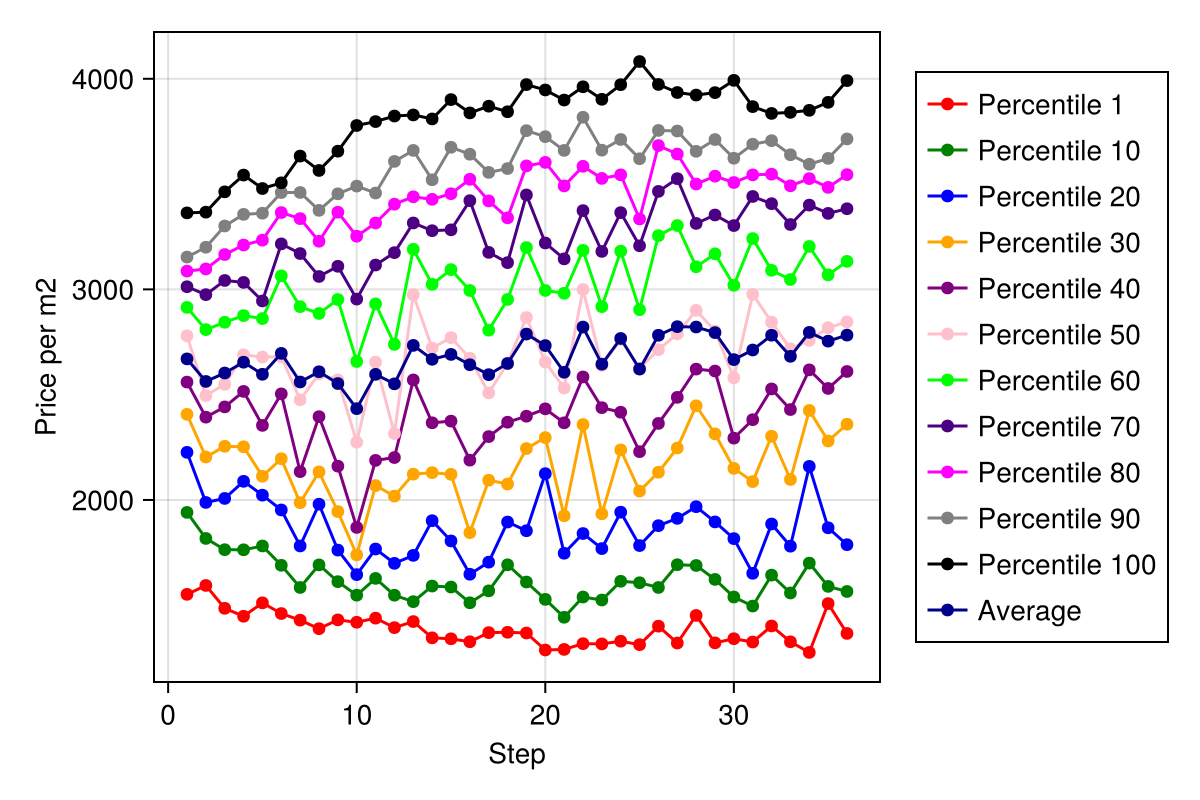 4000
3000
2000
Price per m2
0 10 20 30
Step
Percentile 1
Percentile 10
Percentile 20
Percentile 30
Percentile 40
Percentile 50
Percentile 60
Percentile 70
Percentile 80
Percentile 90
Percentile 100
Average